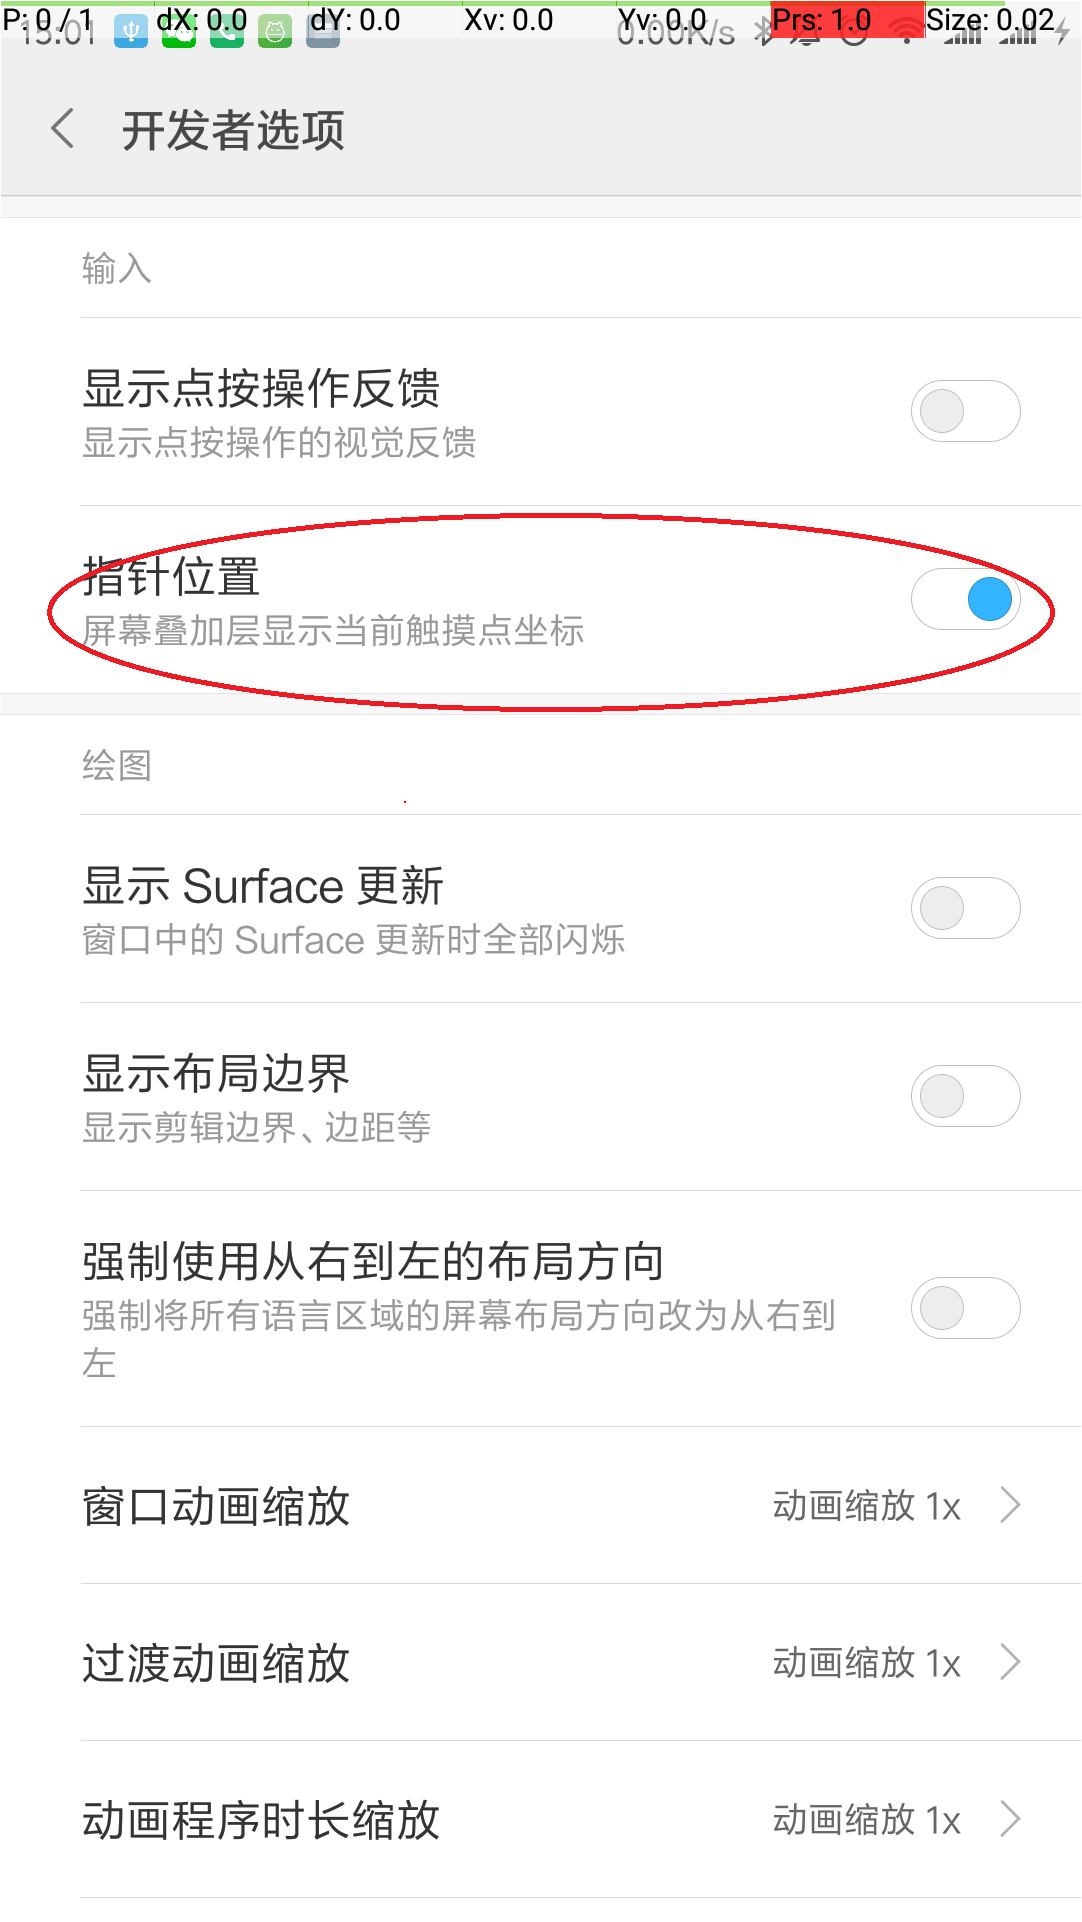 P: 0 / 1 dX: 0.0 dY: 0.0 Xv: 0.0 Yv: 0.0 Prs: 1.0 Size: 0.02
15:01 0.00K/s
开发者选项
输入
显示点按操作反馈
显示点按操作的视觉反馈
指针位置
屏幕叠加层显示当前触摸点坐标
绘图
显示 Surface 更新
窗口中的 Surface 更新时全部闪烁
显示布局边界
显示剪辑边界、边距等
强制使用从右到左的布局方向
强制将所有语言区域的屏幕布局方向改为从右到
左
窗口动画缩放 动画缩放 1x
过渡动画缩放 动画缩放 1x
动画程序时长缩放 动画缩放 1x